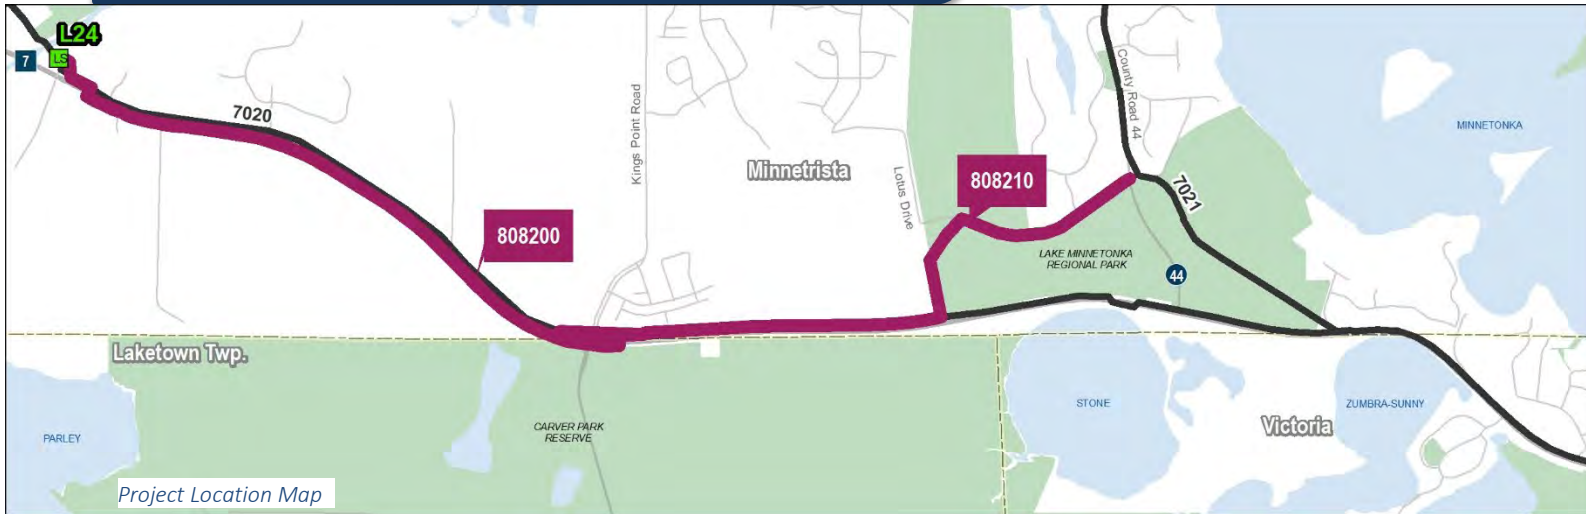 L24
LS
7
7020
Kings Point Road
County Road 44
MINNETONKA
Minnetrista
Lotus Drive
808210
7021
808200
LAKE MINNETONKA
REGIONAL PARK
44
Laketown Twp.
STONE
ZUMBRA-SUNNY
Victoria
CARVER PARK
RESERVE
PARLEY
Project Location Map